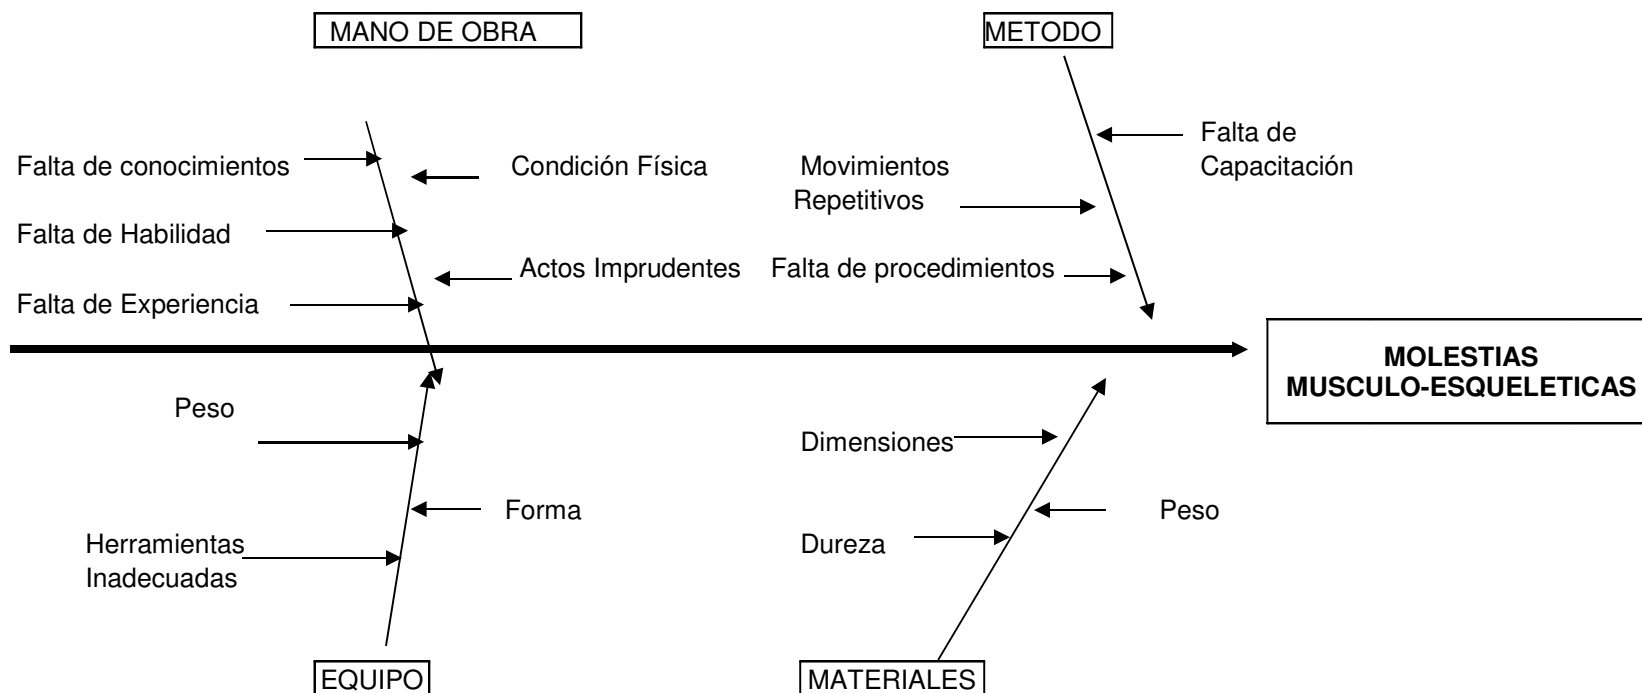 MANO DE OBRA
METODO
Falta de
Capacitación
Falta de conocimientos
Condición Física
Movimientos
Repetitivos
Falta de Habilidad
Actos Imprudentes
Falta de procedimientos
Falta de Experiencia
MOLESTIAS
MUSCULO-ESQUELETICAS
Peso
Dimensiones
Forma
Peso
Herramientas
Inadecuadas
Dureza
EQUIPO
MATERIALES